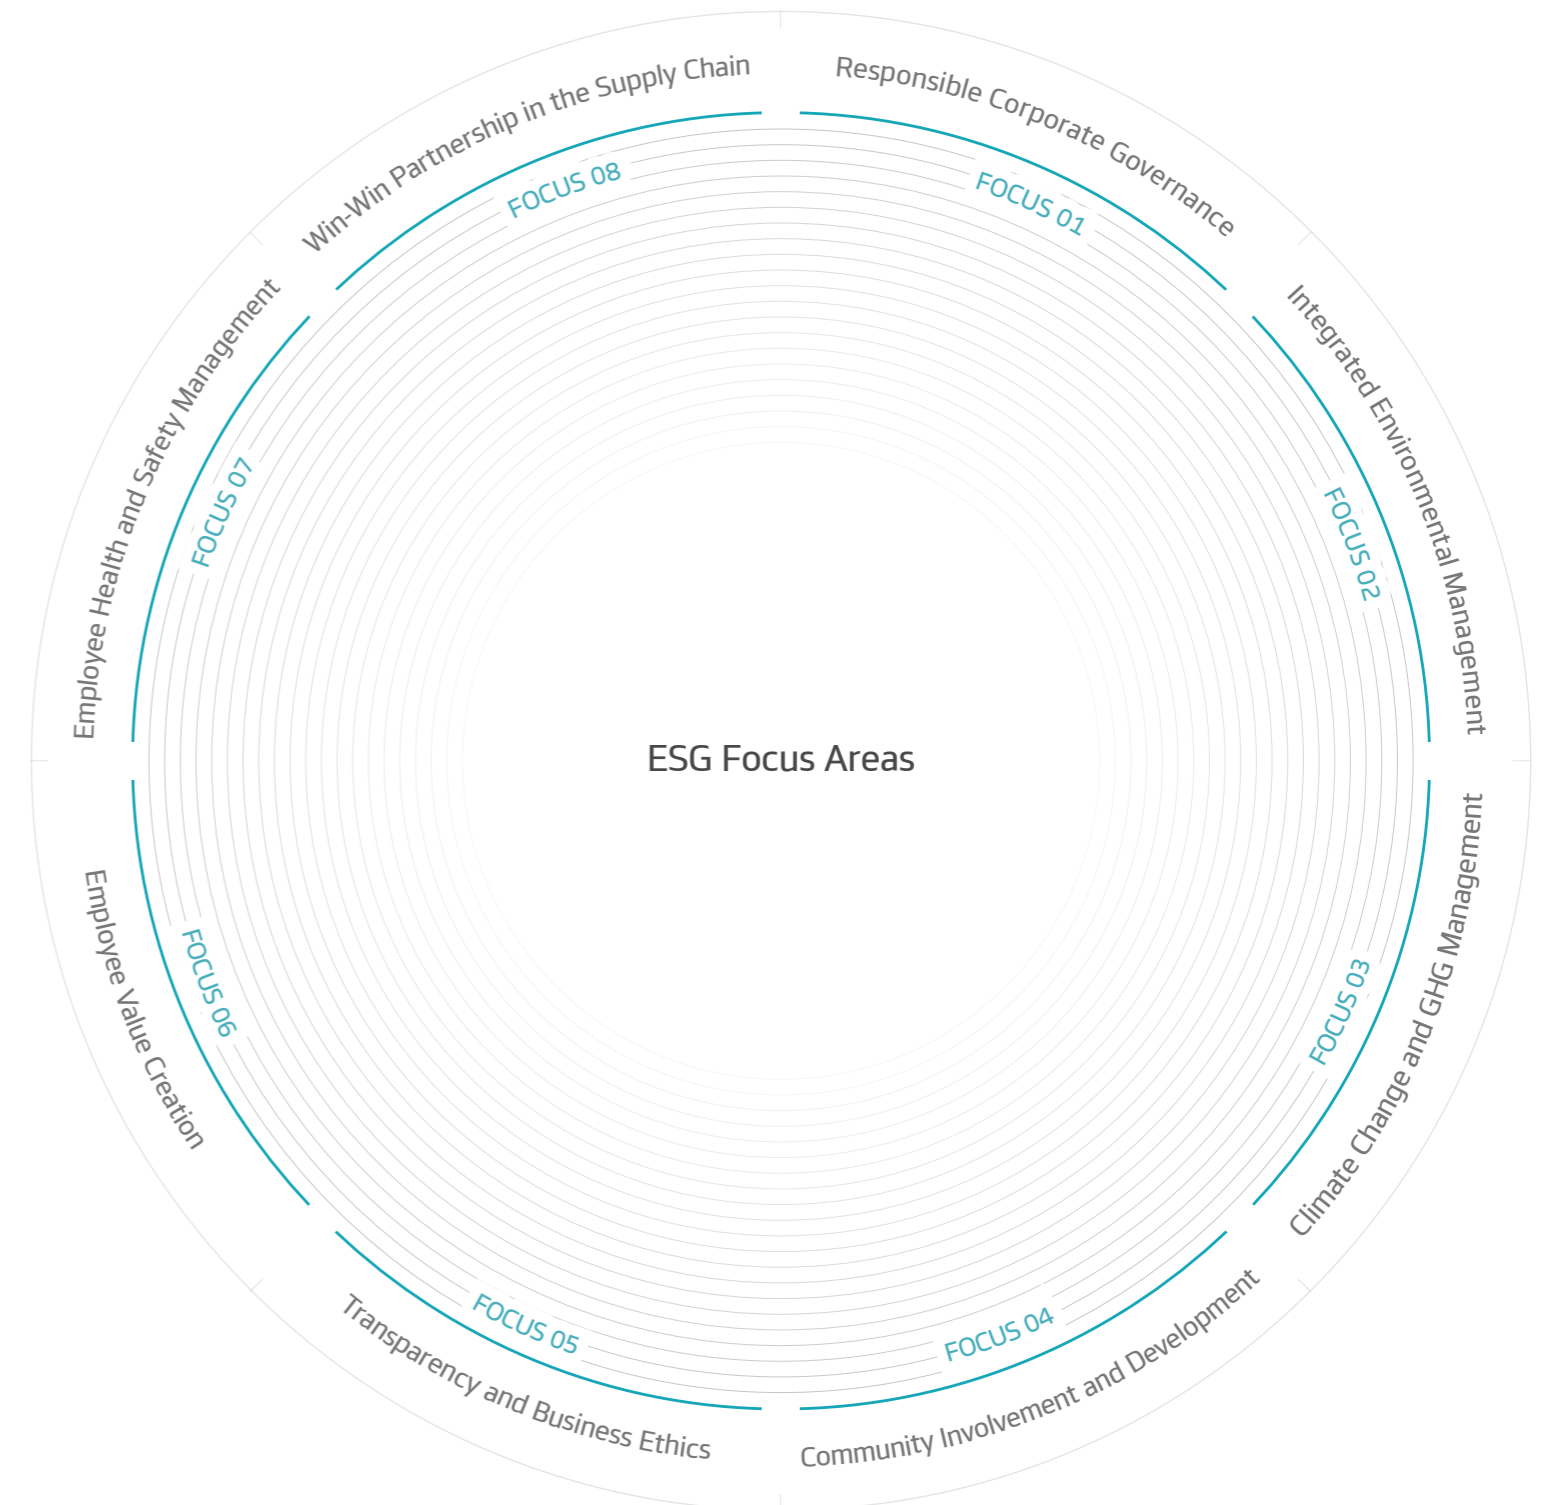 Responsible Corporate Governance
FOCUS 01
Integrated Environmental Management
FOCUS 02
Climate Change and GHG Management
FOCUS 03
Community Involvement and Development
FOCUS 04
Transparency and Business Ethics
FOCUS 05
Employee Value Creation
FOCUS 06
Employee Health and Safety Management
FOCUS 07
Win-Win Partnership in the Supply Chain
FOCUS 08
ESG Focus Areas